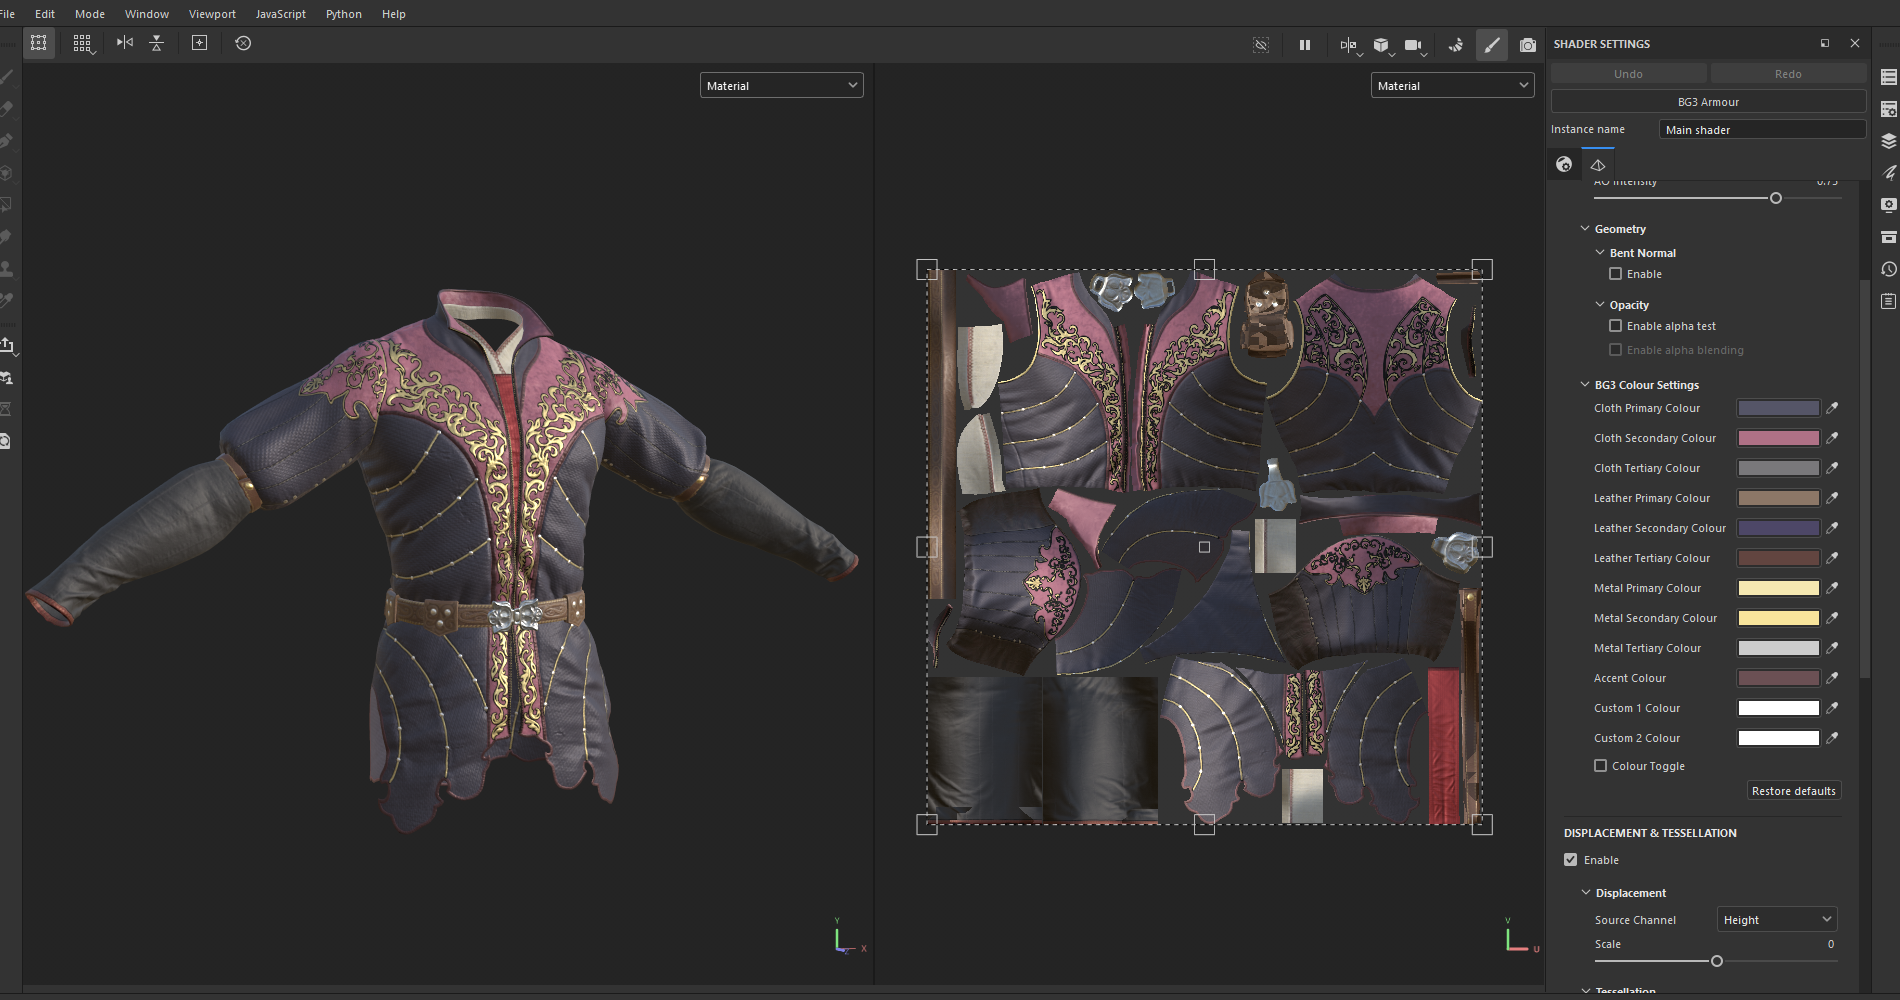 File Edit Mode Window Viewport JavaScript Python Help
Material
Material
SHADER SETTINGS
Undo Redo
BG3 Armour
Instance name Main shader
AO Intensity 0.75
Geometry
Bent Normal
Enable
Opacity
Enable alpha test
Enable alpha blending
BG3 Colour Settings
Cloth Primary Colour
Cloth Secondary Colour
Cloth Tertiary Colour
Leather Primary Colour
Leather Secondary Colour
Leather Tertiary Colour
Metal Primary Colour
Metal Secondary Colour
Metal Tertiary Colour
Accent Colour
Custom 1 Colour
Custom 2 Colour
Colour Toggle
Restore defaults
DISPLACEMENT & TESSELLATION
Enable
Displacement
Source Channel Height
Scale 0
Tessellation
Y
X
Z
V
U